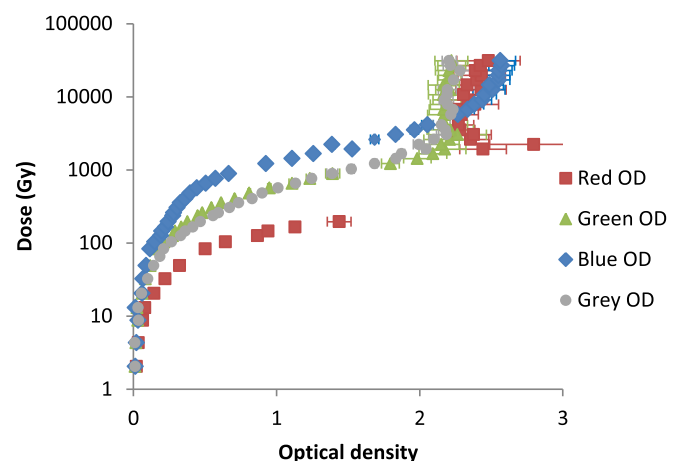 100000
10000
1000
100
10
1
0
1
2
3
Dose (Gy)
Optical density
Red OD
Green OD
Blue OD
Grey OD